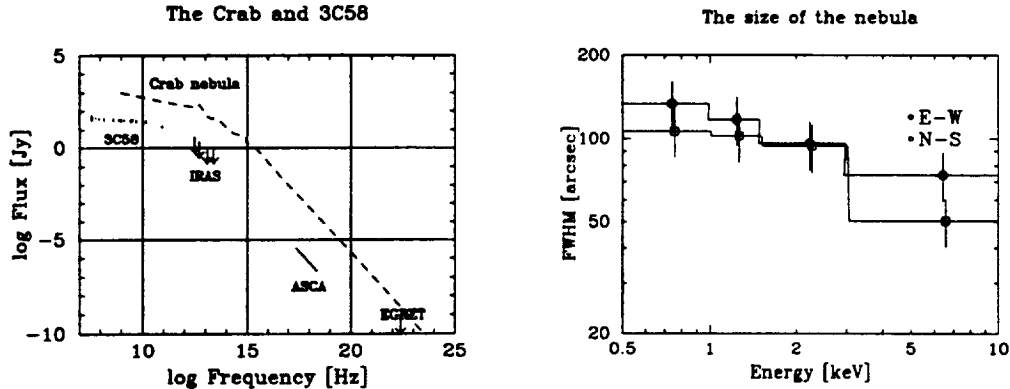 The Crab and 3C58
log Flux [Jy]
5
0
−5
−10
Crab nebula
3C58
IRAS
ASCA
EGRET
10
15
20
25
log Frequency [Hz]
The size of the nebula
FWHM [arcsec]
200
100
50
20
E-W
N-S
0.5
1
2
5
10
Energy [keV]